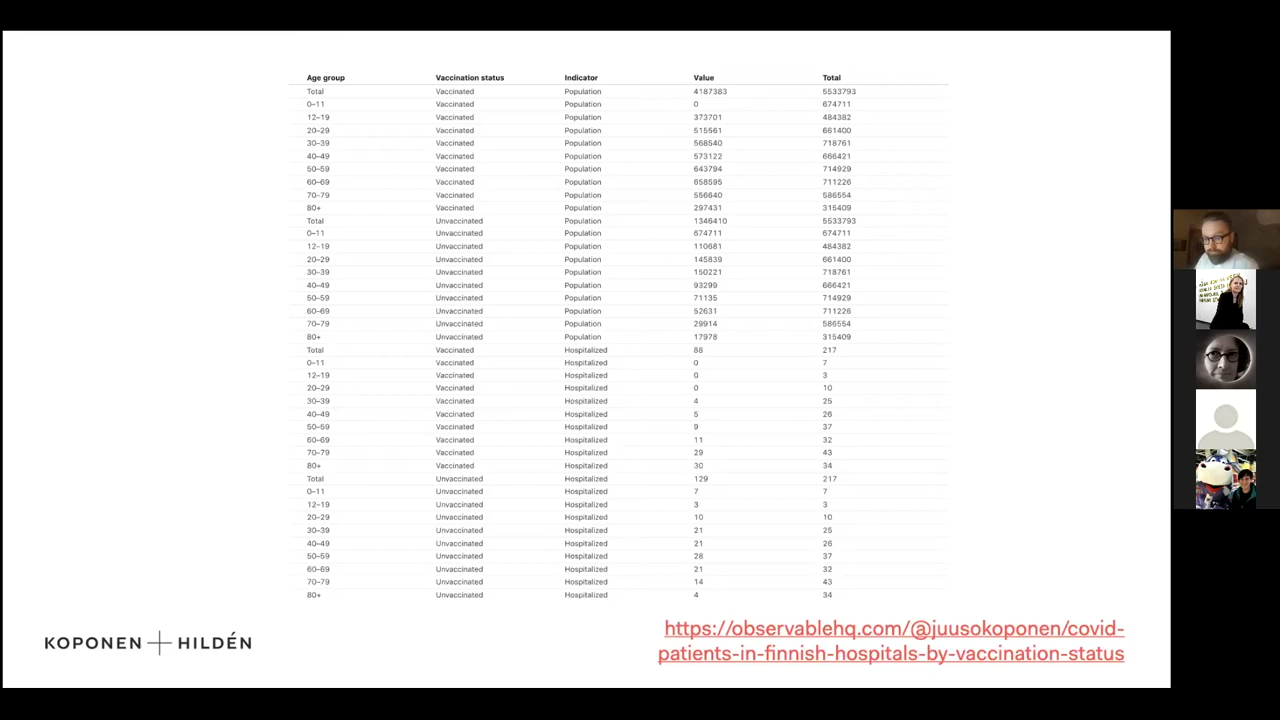 Age group Vaccination status Indicator Value Total
Total Vaccinated Population 4187383 5533793
0–11 Vaccinated Population 0 674711
12–19 Vaccinated Population 373701 484382
20–29 Vaccinated Population 515561 661400
30–39 Vaccinated Population 568540 718761
40–49 Vaccinated Population 573122 666421
50–59 Vaccinated Population 643794 714929
60–69 Vaccinated Population 658595 711226
70–79 Vaccinated Population 556640 586554
80+ Vaccinated Population 297431 315409
Total Unvaccinated Population 1346410 5533793
0–11 Unvaccinated Population 674711 674711
12–19 Unvaccinated Population 110681 484382
20–29 Unvaccinated Population 145839 661400
30–39 Unvaccinated Population 150221 718761
40–49 Unvaccinated Population 93299 666421
50–59 Unvaccinated Population 71135 714929
60–69 Unvaccinated Population 52631 711226
70–79 Unvaccinated Population 29914 586554
80+ Unvaccinated Population 17978 315409
Total Vaccinated Hospitalized 88 217
0–11 Vaccinated Hospitalized 0 7
12–19 Vaccinated Hospitalized 0 3
20–29 Vaccinated Hospitalized 0 10
30–39 Vaccinated Hospitalized 4 25
40–49 Vaccinated Hospitalized 5 26
50–59 Vaccinated Hospitalized 9 37
60–69 Vaccinated Hospitalized 11 32
70–79 Vaccinated Hospitalized 29 43
80+ Vaccinated Hospitalized 30 34
Total Unvaccinated Hospitalized 129 217
0–11 Unvaccinated Hospitalized 7 7
12–19 Unvaccinated Hospitalized 3 3
20–29 Unvaccinated Hospitalized 10 10
30–39 Unvaccinated Hospitalized 21 25
40–49 Unvaccinated Hospitalized 21 26
50–59 Unvaccinated Hospitalized 28 37
60–69 Unvaccinated Hospitalized 21 32
70–79 Unvaccinated Hospitalized 14 43
80+ Unvaccinated Hospitalized 4 34
KOPONEN + HILDÉN
https://observablehq.com/@juusokoponen/covid-
patients-in-finnish-hospitals-by-vaccination-status